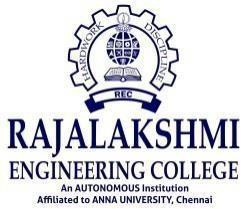 HARDWORK
DISCIPLINE
REC
RAJALAKSHMI
ENGINEERING COLLEGE
An AUTONOMOUS Institution
Affiliated to ANNA UNIVERSITY, Chennai